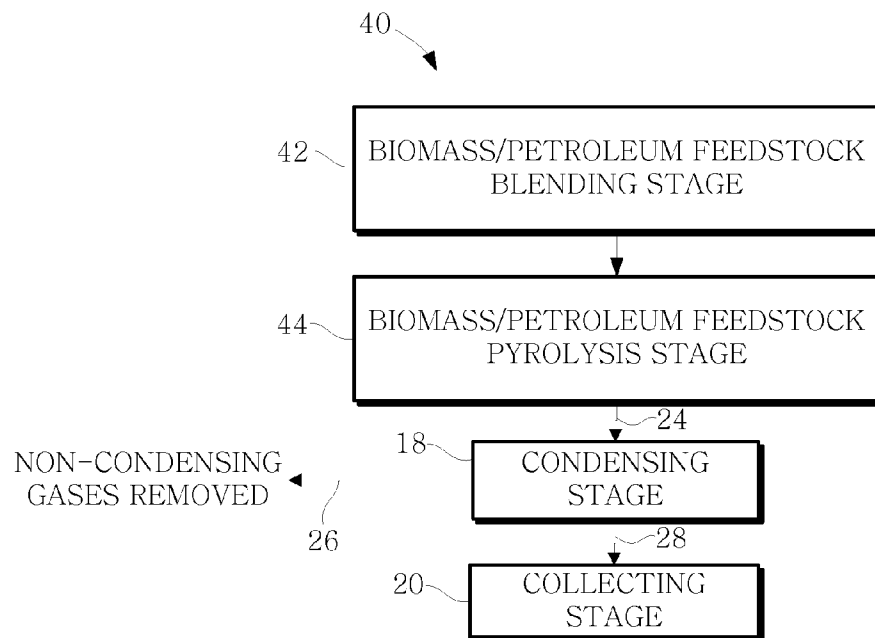 40
42
BIOMASS/PETROLEUM FEEDSTOCK
BLENDING STAGE
44
BIOMASS/PETROLEUM FEEDSTOCK
PYROLYSIS STAGE
24
18
CONDENSING
STAGE
NON-CONDENSING
GASES REMOVED
26
28
20
COLLECTING
STAGE